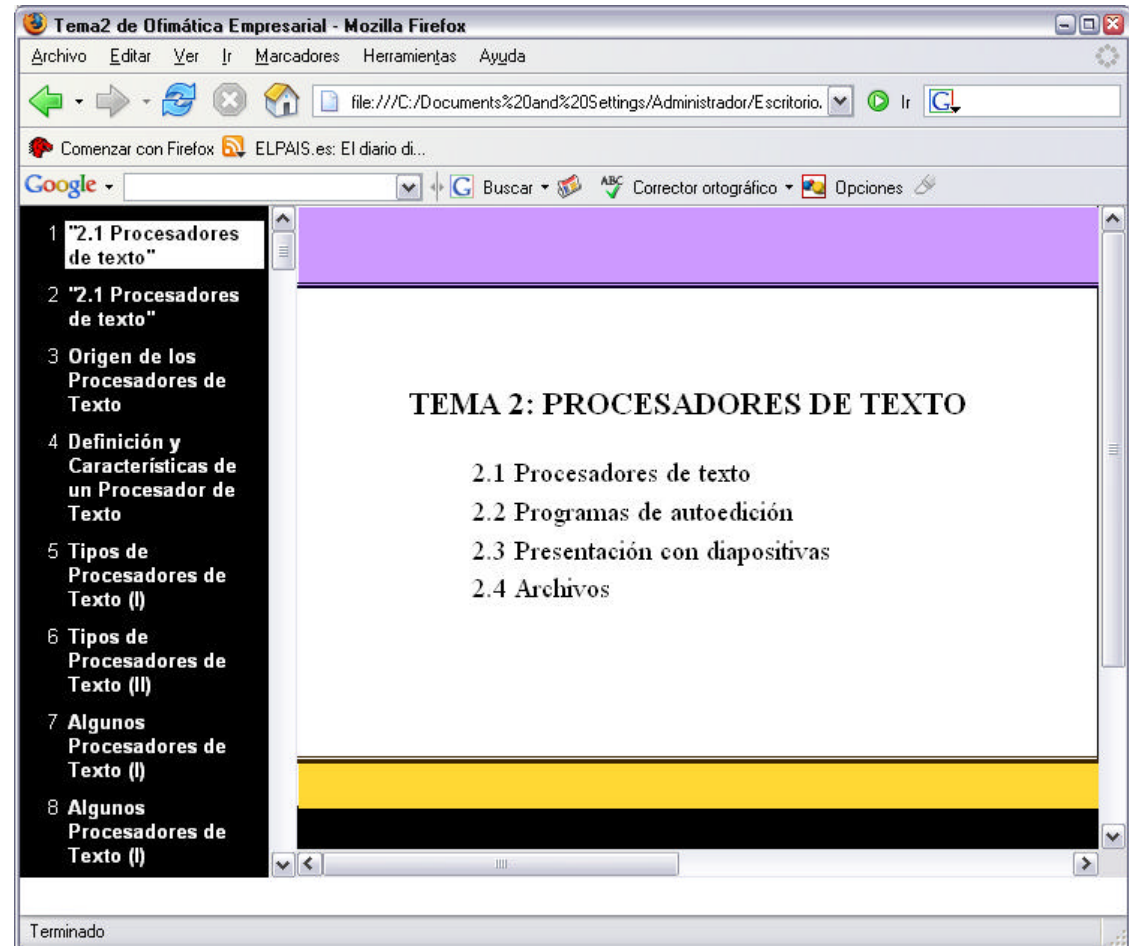 Tema2 de Ofimática Empresarial - Mozilla Firefox
Archivo Editar Ver Ir Marcadores Herramientas Ayuda
file:///C:/Documents%20and%20Settings/Administrador/Escritorio. Ir G
Comenzar con Firefox ELPAIS.es: El diario di...
Google G Buscar ABC Corrector ortográfico Opciones
1 "2.1 Procesadores
de texto"
2 "2.1 Procesadores
de texto"
3 Origen de los
Procesadores de
Texto
4 Definición y
Características de
un Procesador de
Texto
5 Tipos de
Procesadores de
Texto (I)
6 Tipos de
Procesadores de
Texto (II)
7 Algunos
Procesadores de
Texto (I)
8 Algunos
Procesadores de
Texto (I)
TEMA 2: PROCESADORES DE TEXTO
2.1 Procesadores de texto
2.2 Programas de autoedición
2.3 Presentación con diapositivas
2.4 Archivos
Terminado